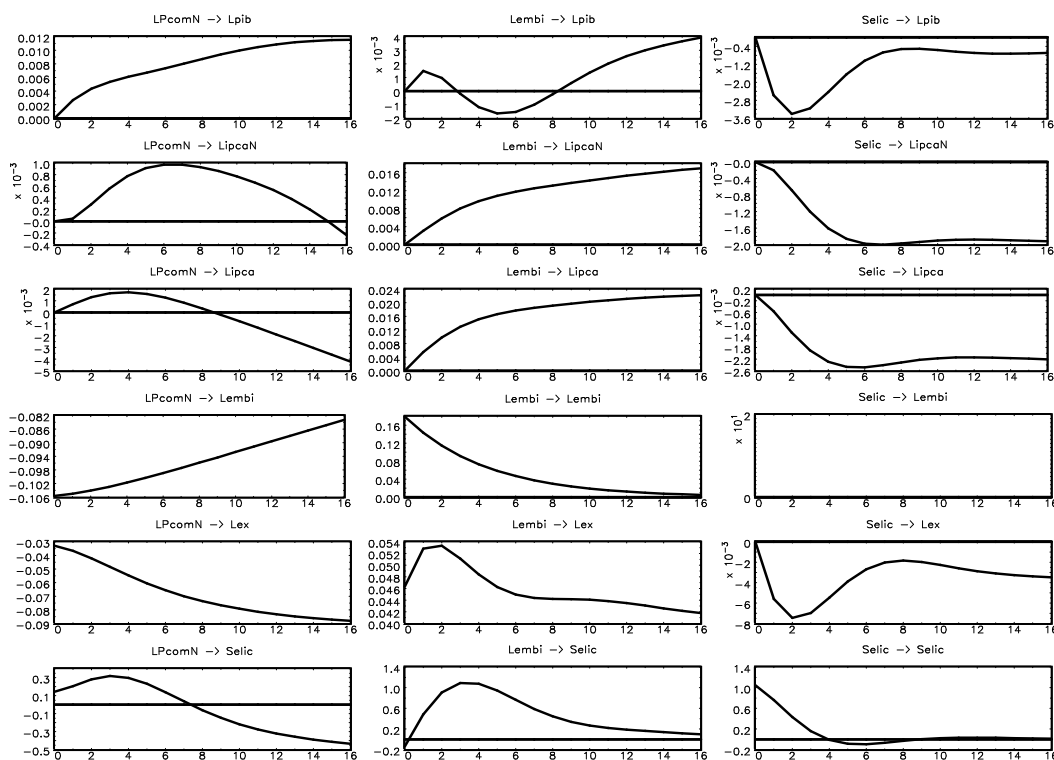 LPcomN -> Lpib
0.012
0.010
0.008
0.006
0.004
0.002
0.000
0 2 4 6 8 10 12 14 16
Lembi -> Lpib
x 10⁻³
4
3
2
1
0
-1
-2
0 2 4 6 8 10 12 14 16
Selic -> Lpib
x 10⁻³
-0.4
-1.2
-2.0
-2.8
-3.6
0 2 4 6 8 10 12 14 16
LPcomN -> LipcaN
x 10⁻³
1.0
0.8
0.6
0.4
0.2
-0.0
-0.2
-0.4
0 2 4 6 8 10 12 14 16
Lembi -> LipcaN
0.016
0.012
0.008
0.004
0.000
0 2 4 6 8 10 12 14 16
Selic -> LipcaN
x 10⁻³
-0.0
-0.4
-0.8
-1.2
-1.6
-2.0
0 2 4 6 8 10 12 14 16
LPcomN -> Lipca
x 10⁻³
2
1
0
-1
-2
-3
-4
-5
0 2 4 6 8 10 12 14 16
Lembi -> Lipca
0.024
0.020
0.016
0.012
0.008
0.004
0.000
0 2 4 6 8 10 12 14 16
Selic -> Lipca
x 10⁻³
0.2
-0.2
-0.6
-1.0
-1.4
-1.8
-2.2
-2.6
0 2 4 6 8 10 12 14 16
LPcomN -> Lembi
-0.082
-0.086
-0.090
-0.094
-0.098
-0.102
-0.106
0 2 4 6 8 10 12 14 16
Lembi -> Lembi
0.16
0.12
0.08
0.04
0.00
0 2 4 6 8 10 12 14 16
Selic -> Lembi
x 10¹
2
0
0 2 4 6 8 10 12 14 16
LPcomN -> Lex
-0.03
-0.04
-0.05
-0.06
-0.07
-0.08
-0.09
0 2 4 6 8 10 12 14 16
Lembi -> Lex
0.054
0.052
0.050
0.048
0.046
0.044
0.042
0.040
0 2 4 6 8 10 12 14 16
Selic -> Lex
x 10⁻³
0
-2
-4
-6
-8
0 2 4 6 8 10 12 14 16
LPcomN -> Selic
0.3
0.1
-0.1
-0.3
-0.5
0 2 4 6 8 10 12 14 16
Lembi -> Selic
1.4
1.0
0.6
0.2
-0.2
0 2 4 6 8 10 12 14 16
Selic -> Selic
1.4
1.0
0.6
0.2
-0.2
0 2 4 6 8 10 12 14 16